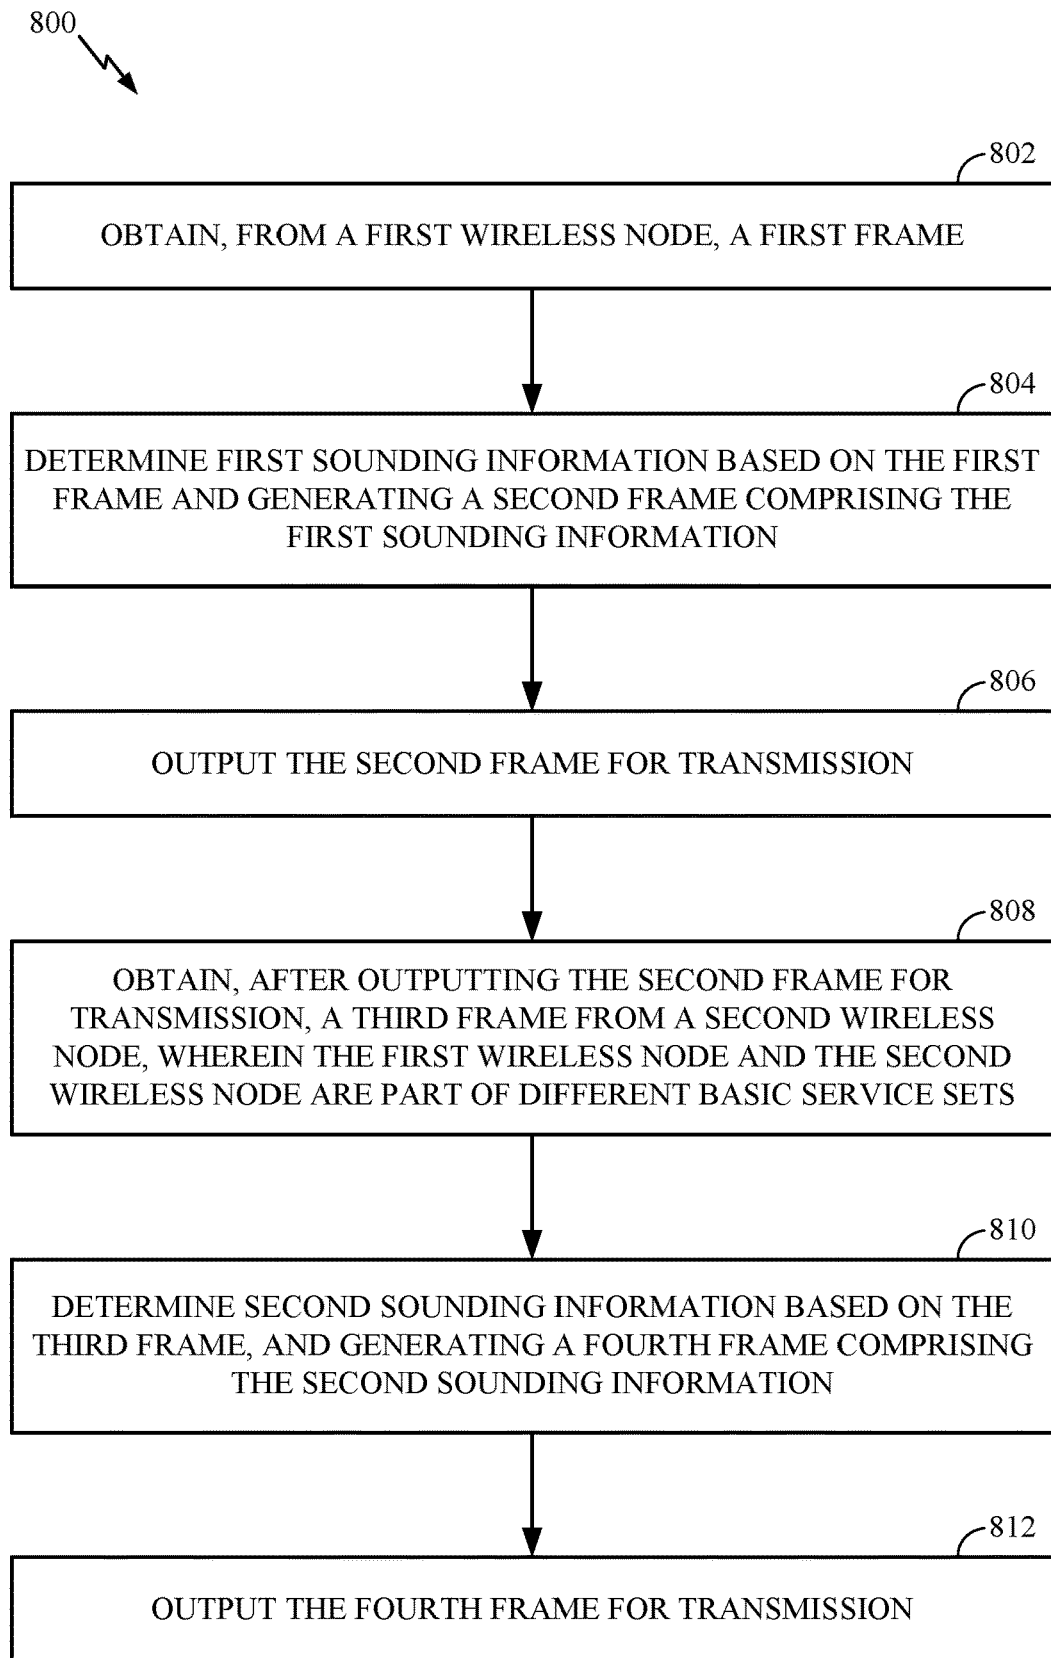 800
802
OBTAIN, FROM A FIRST WIRELESS NODE, A FIRST FRAME
804
DETERMINE FIRST SOUNDING INFORMATION BASED ON THE FIRST
FRAME AND GENERATING A SECOND FRAME COMPRISING THE
FIRST SOUNDING INFORMATION
806
OUTPUT THE SECOND FRAME FOR TRANSMISSION
808
OBTAIN, AFTER OUTPUTTING THE SECOND FRAME FOR
TRANSMISSION, A THIRD FRAME FROM A SECOND WIRELESS
NODE, WHEREIN THE FIRST WIRELESS NODE AND THE SECOND
WIRELESS NODE ARE PART OF DIFFERENT BASIC SERVICE SETS
810
DETERMINE SECOND SOUNDING INFORMATION BASED ON THE
THIRD FRAME, AND GENERATING A FOURTH FRAME COMPRISING
THE SECOND SOUNDING INFORMATION
812
OUTPUT THE FOURTH FRAME FOR TRANSMISSION